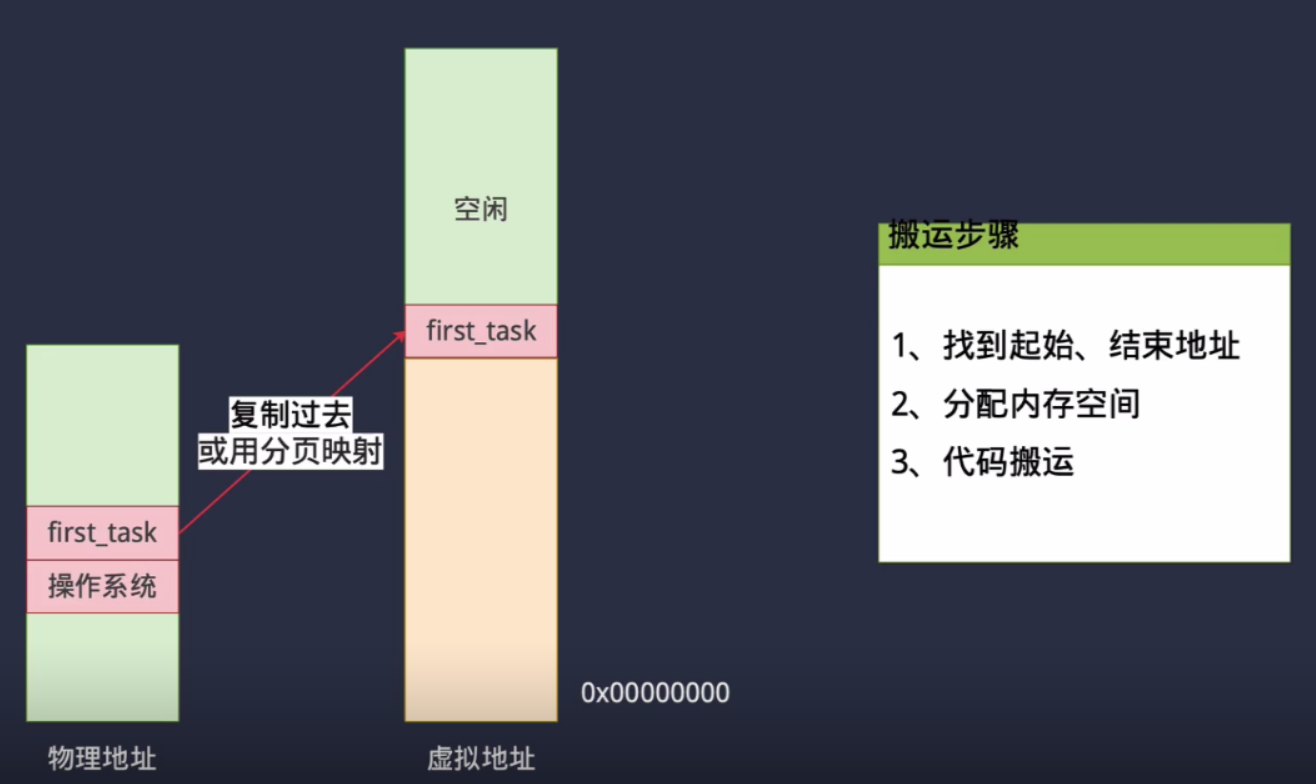 空闲
first_task
复制过去
或用分页映射
first_task
操作系统
0x00000000
物理地址
虚拟地址
搬运步骤
1、找到起始、结束地址
2、分配内存空间
3、代码搬运